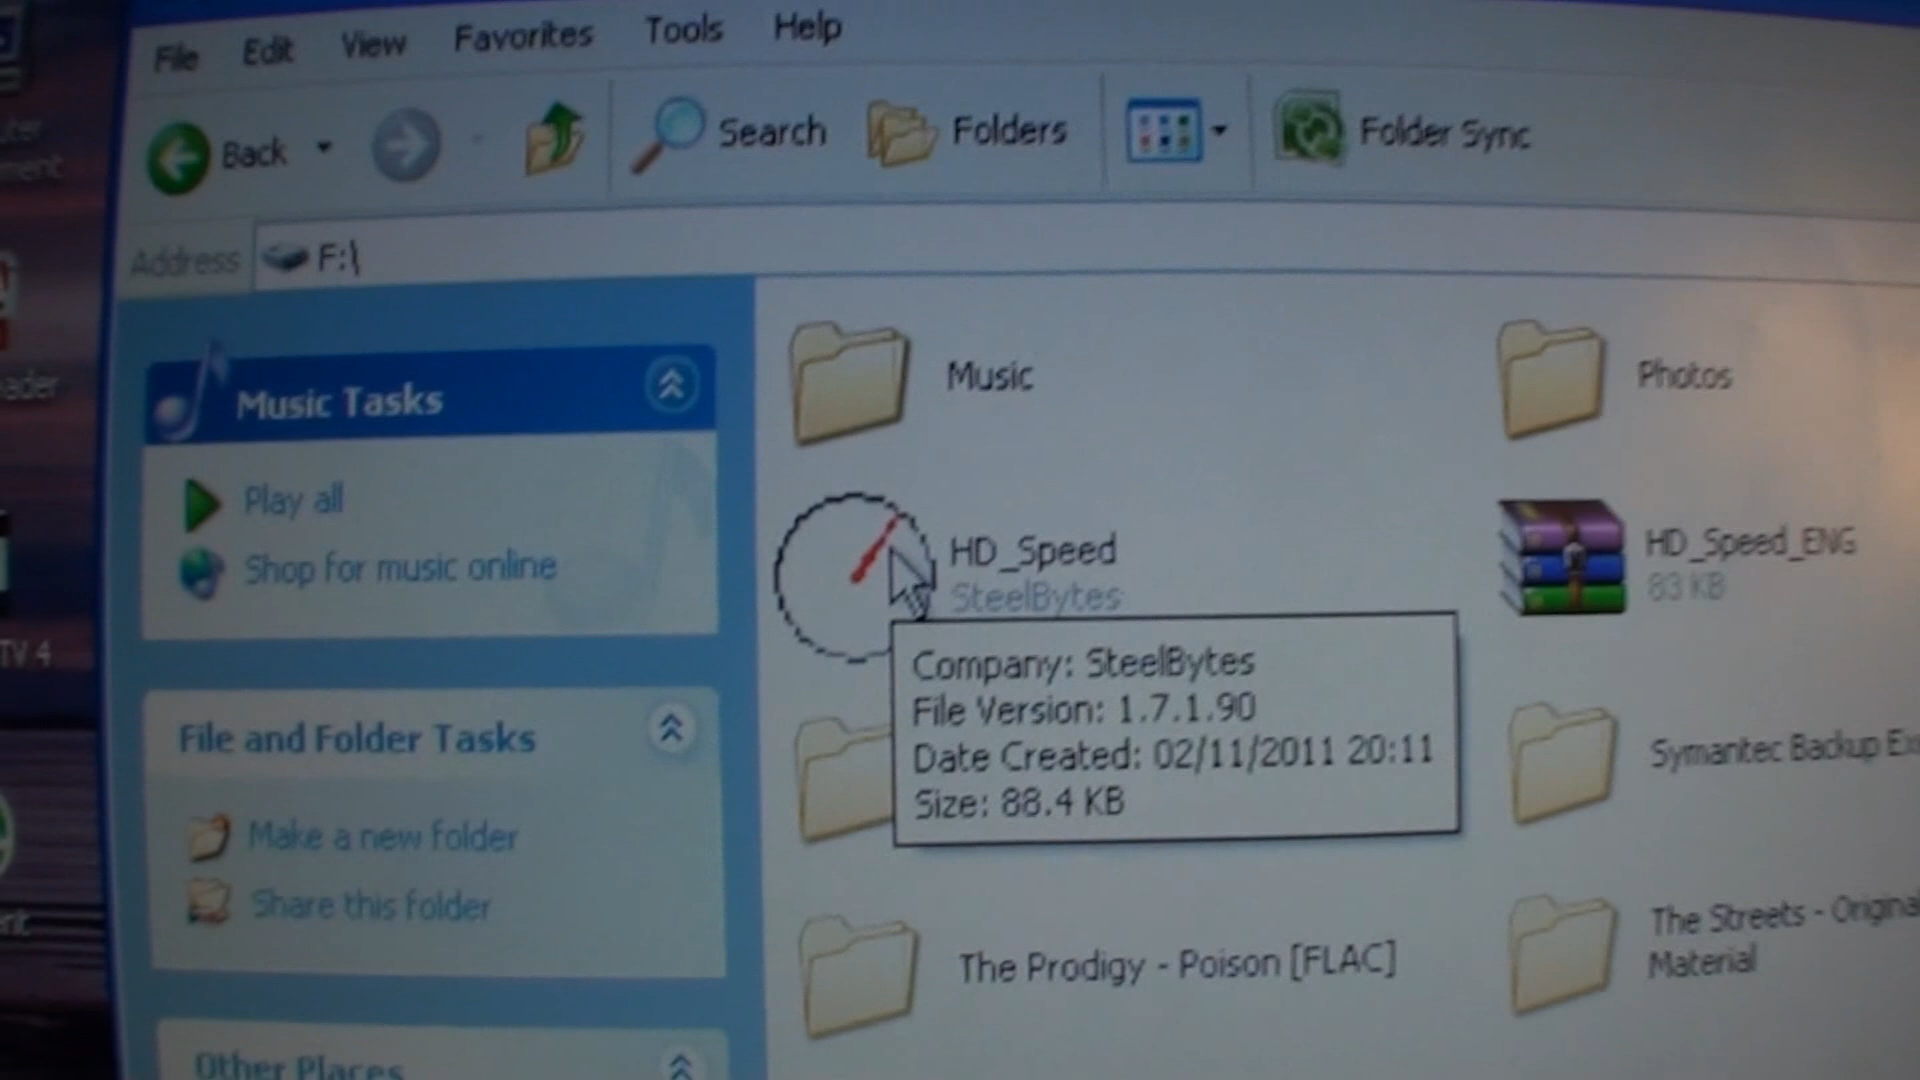 File Edit View Favorites Tools Help
Back Search Folders Folder Sync
Address F:\
Music Tasks
Play all
Shop for music online
File and Folder Tasks
Make a new folder
Share this folder
Other Places
Music
Photos
HD_Speed
SteelBytes
HD_Speed_ENG
83 KB
Company: SteelBytes
File Version: 1.7.1.90
Date Created: 02/11/2011 20:11
Size: 88.4 KB
Symantec Backup
The Prodigy - Poison [FLAC]
The Streets - Original
Material
TV 4